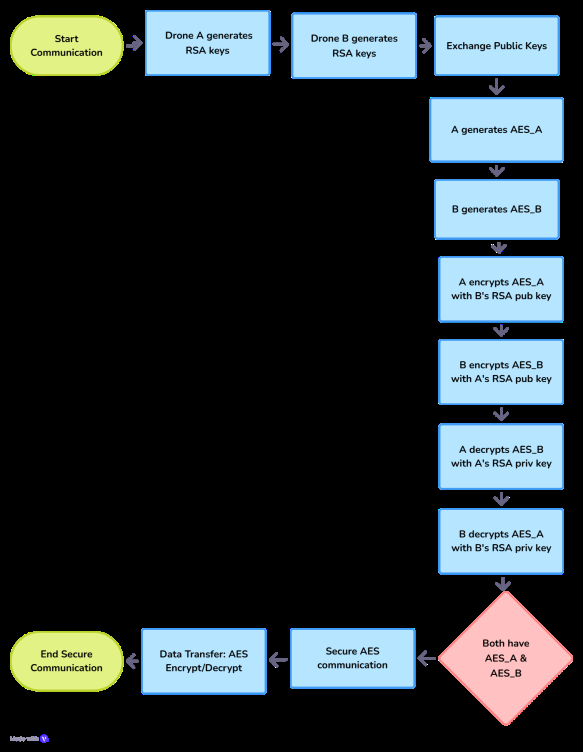 Start
Communication
Drone A generates
RSA keys
Drone B generates
RSA keys
Exchange Public Keys
A generates AES_A
B generates AES_B
A encrypts AES_A
with B's RSA pub key
B encrypts AES_B
with A's RSA pub key
A decrypts AES_B
with A's RSA priv key
B decrypts AES_A
with B's RSA priv key
Both have
AES_A &
AES_B
Secure AES
communication
Data Transfer: AES
Encrypt/Decrypt
End Secure
Communication
Made with